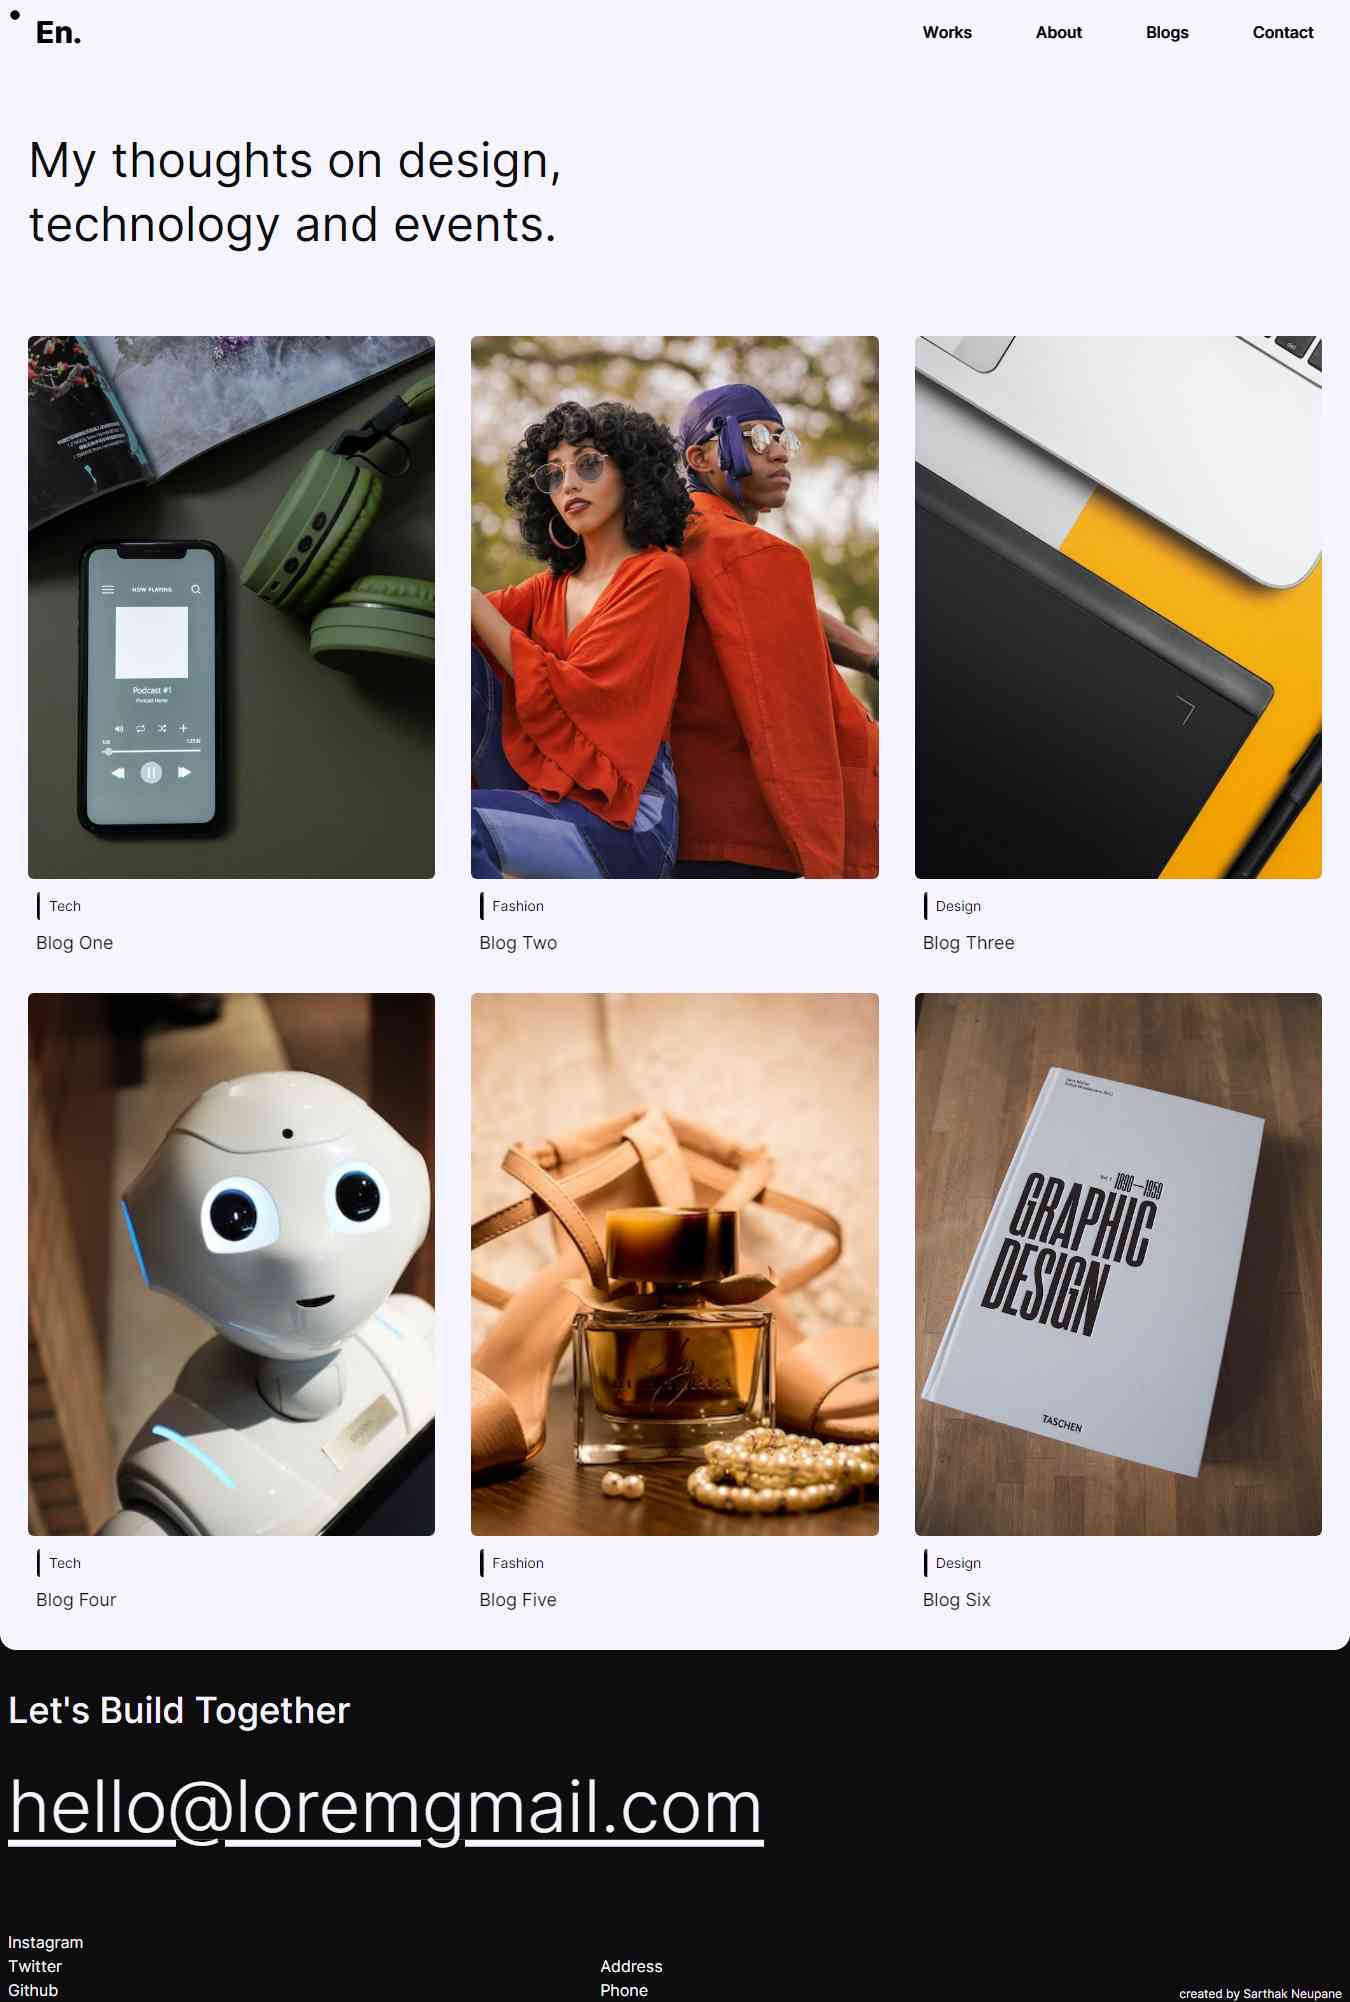 En.
Works
About
Blogs
Contact
My thoughts on design,
technology and events.
NOW PLAYING
Podcast #1
Podcast Name
Tech
Blog One
Fashion
Blog Two
Design
Blog Three
1890—1959
GRAPHIC
DESIGN
TASCHEN
Tech
Blog Four
Fashion
Blog Five
Design
Blog Six
Let's Build Together
hello@loremgmail.com
Instagram
Twitter
Github
Address
Phone
created by Sarthak Neupane